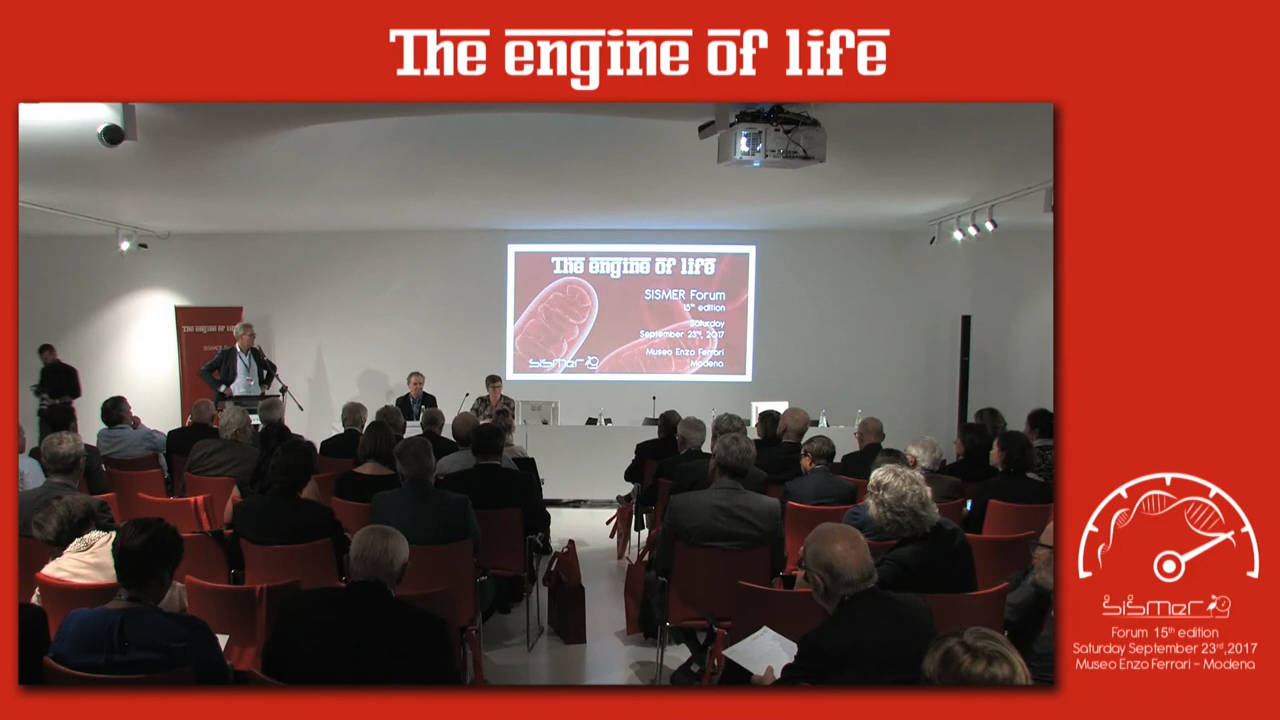 The engine of life
The engine of life
SISMER Forum
15th edition
Saturday
September 23rd, 2017
Museo Enzo Ferrari
Modena
SISMER
The engine of life
SISMER
Forum 15th edition
Saturday September 23rd,2017
Museo Enzo Ferrari – Modena